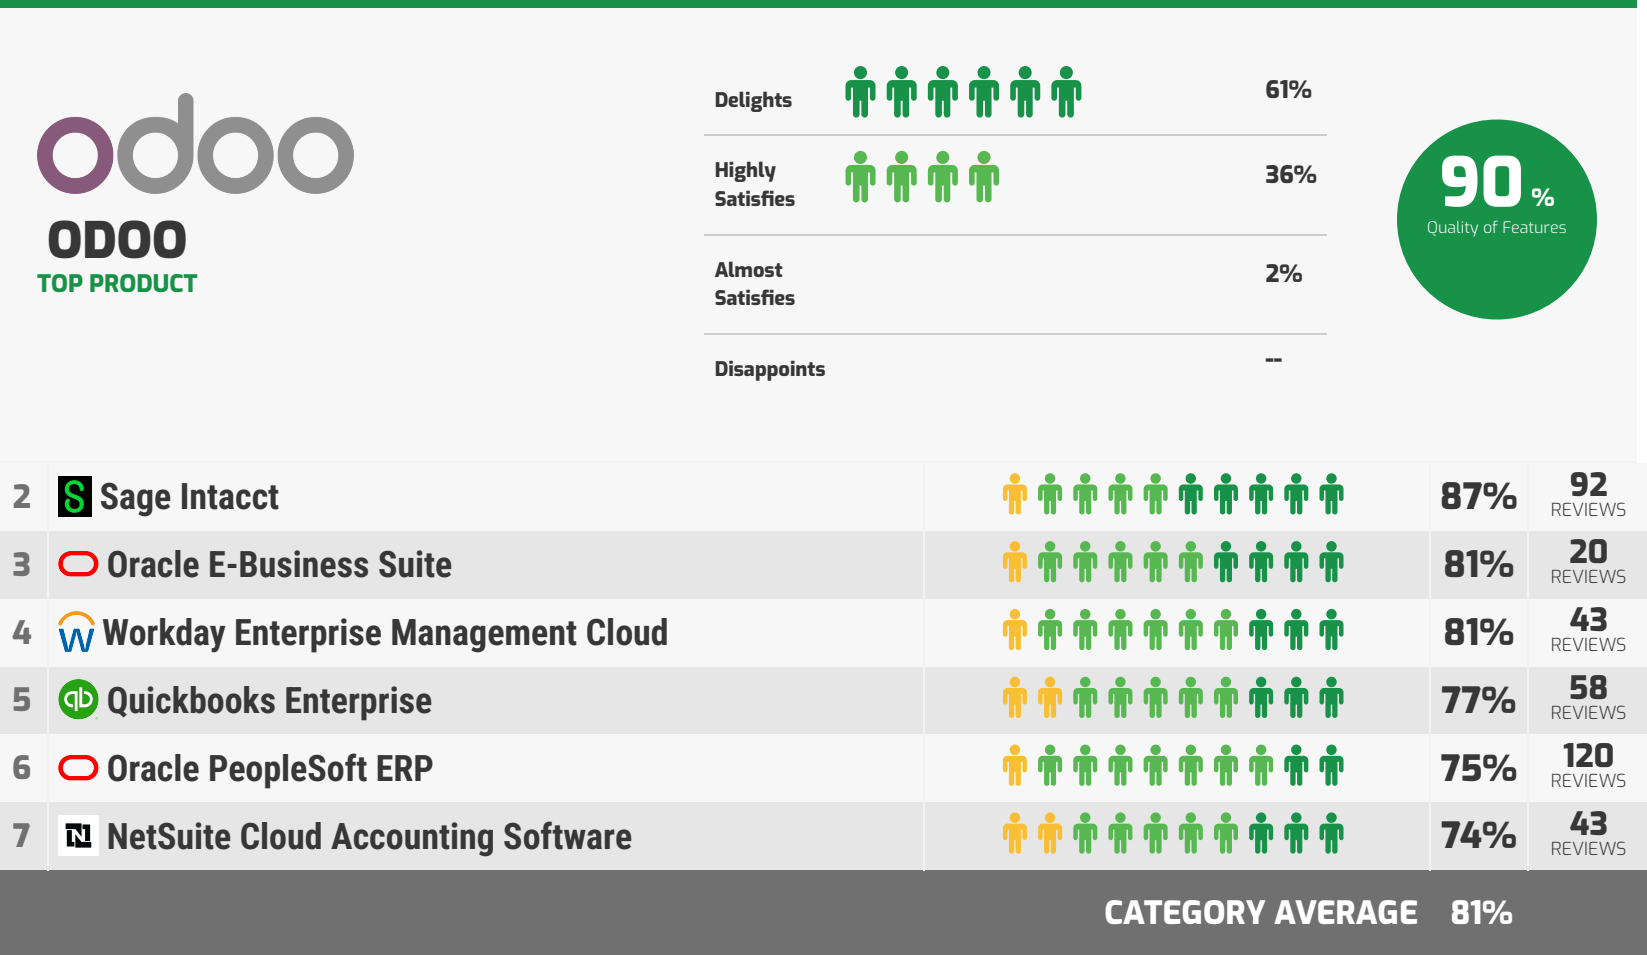 odoo
ODOO
TOP PRODUCT
Delights 61%
Highly
Satisfies 36%
Almost
Satisfies 2%
Disappoints --
90 %
Quality of Features
2 S Sage Intacct 87% 92
REVIEWS
3 Oracle E-Business Suite 81% 20
REVIEWS
4 W Workday Enterprise Management Cloud 81% 43
REVIEWS
5 qb Quickbooks Enterprise 77% 58
REVIEWS
6 Oracle PeopleSoft ERP 75% 120
REVIEWS
7 N NetSuite Cloud Accounting Software 74% 43
REVIEWS
CATEGORY AVERAGE 81%